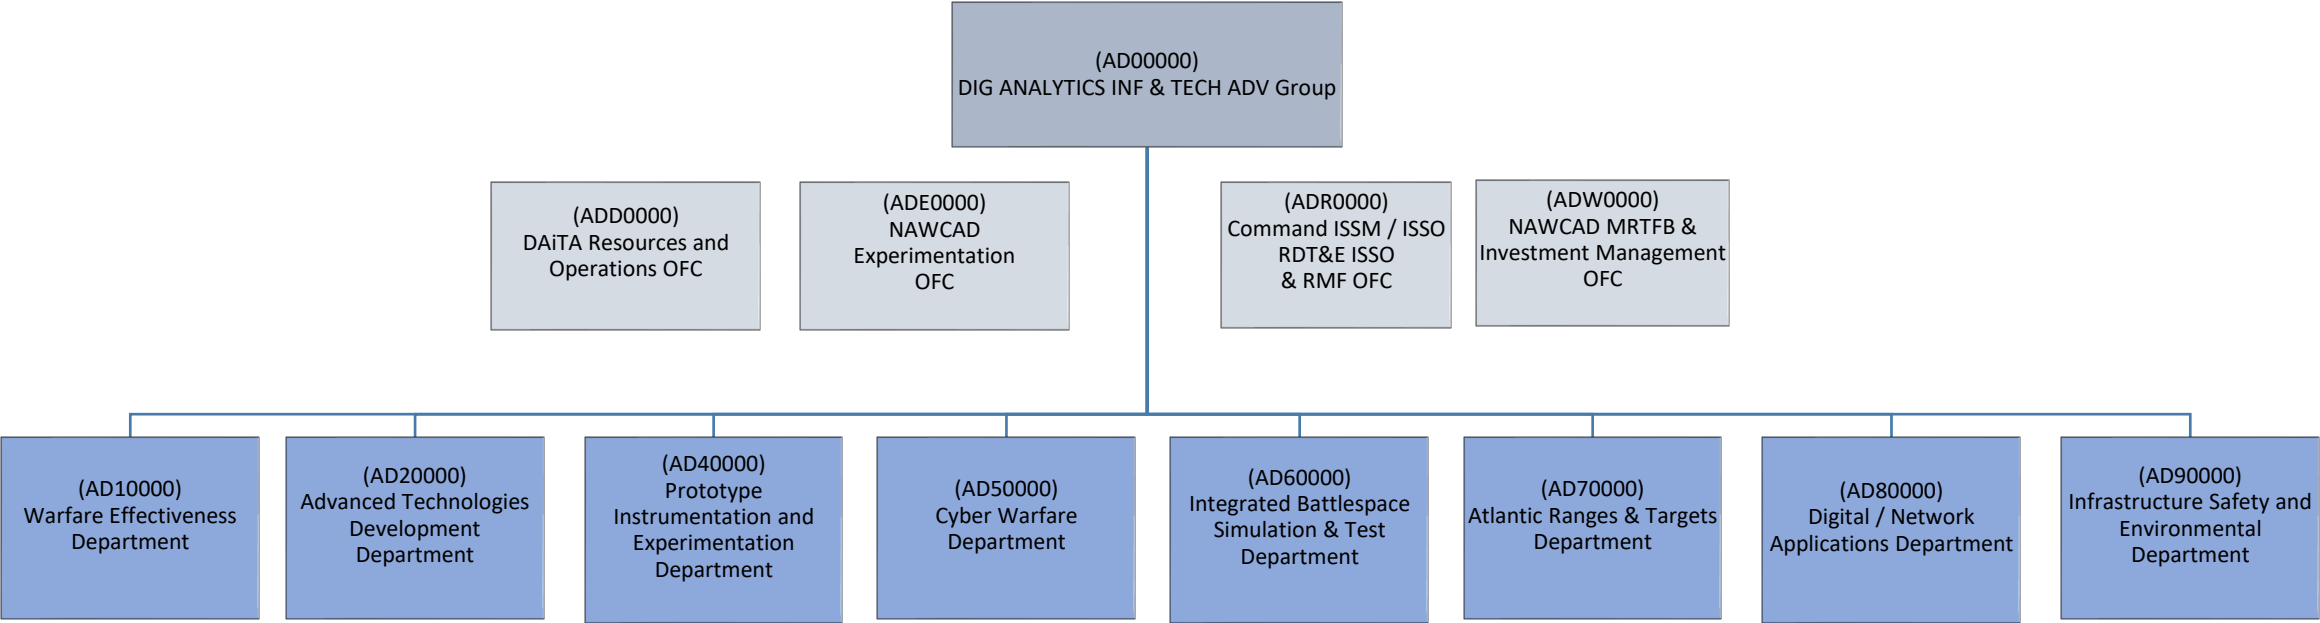 (AD00000)
DIG ANALYTICS INF & TECH ADV Group
(ADD0000)
DAiTA Resources and
Operations OFC
(ADE0000)
NAWCAD
Experimentation
OFC
(ADR0000)
Command ISSM / ISSO
RDT&E ISSO
& RMF OFC
(ADW0000)
NAWCAD MRTFB &
Investment Management
OFC
(AD10000)
Warfare Effectiveness
Department
(AD20000)
Advanced Technologies
Development
Department
(AD40000)
Prototype
Instrumentation and
Experimentation
Department
(AD50000)
Cyber Warfare
Department
(AD60000)
Integrated Battlespace
Simulation & Test
Department
(AD70000)
Atlantic Ranges & Targets
Department
(AD80000)
Digital / Network
Applications Department
(AD90000)
Infrastructure Safety and
Environmental
Department